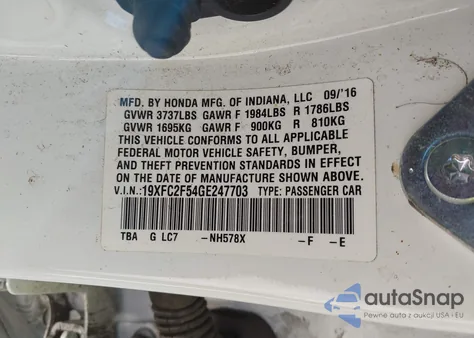 MFD. BY HONDA MFG. OF INDIANA, LLC 09/'16
GVWR 3737LBS GAWR F 1984LBS R 1786LBS
GVWR 1695KG GAWR F 900KG R 810KG
THIS VEHICLE CONFORMS TO ALL APPLICABLE
FEDERAL MOTOR VEHICLE SAFETY, BUMPER,
AND THEFT PREVENTION STANDARDS IN EFFECT
ON THE DATE OF MANUFACTURE SHOWN ABOVE.
V.I.N.:19XFC2F54GE247703 TYPE: PASSENGER CAR
TBA G LC7 -NH578X -F -E
autoSnap
Pewne auta z aukcji USA i EU